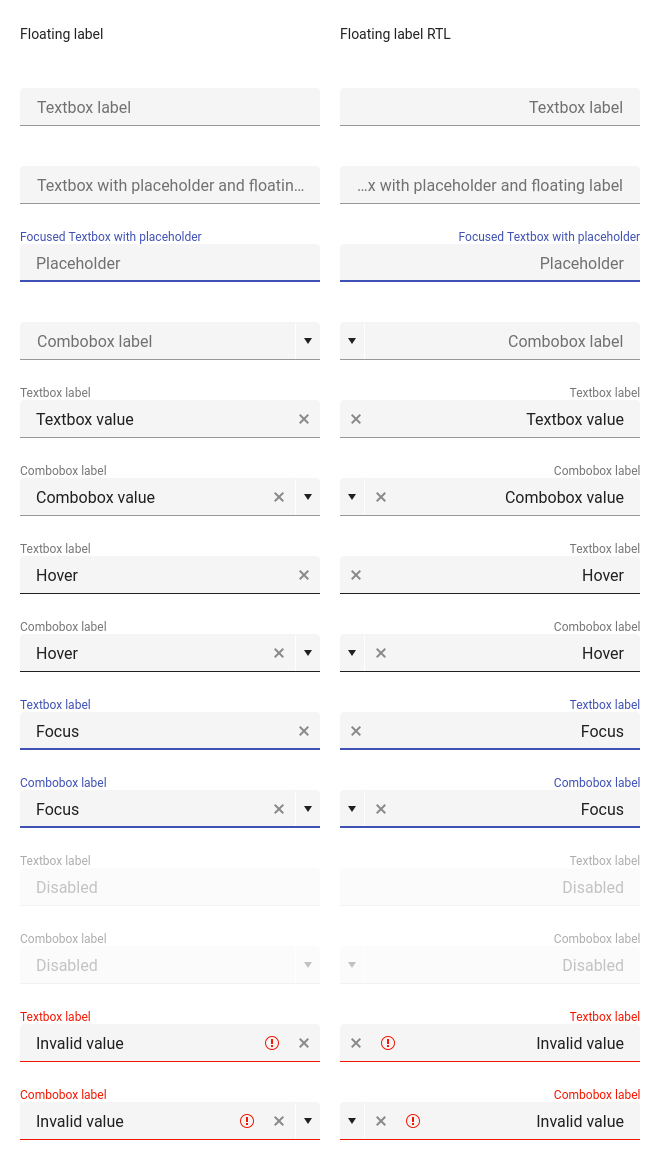 Floating label
Floating label RTL
Textbox label
Textbox label
Textbox with placeholder and floatin...
...x with placeholder and floating label
Focused Textbox with placeholder
Focused Textbox with placeholder
Placeholder
Placeholder
Combobox label
Combobox label
Textbox label
Textbox label
Textbox value
Textbox value
Combobox label
Combobox label
Combobox value
Combobox value
Textbox label
Textbox label
Hover
Hover
Combobox label
Combobox label
Hover
Hover
Textbox label
Textbox label
Focus
Focus
Combobox label
Combobox label
Focus
Focus
Textbox label
Textbox label
Disabled
Disabled
Combobox label
Combobox label
Disabled
Disabled
Textbox label
Textbox label
Invalid value
Invalid value
Combobox label
Combobox label
Invalid value
Invalid value